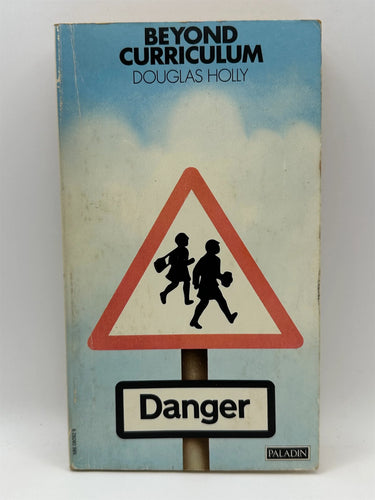 BEYOND
CURRICULUM
DOUGLAS HOLLY
Danger
PALADIN